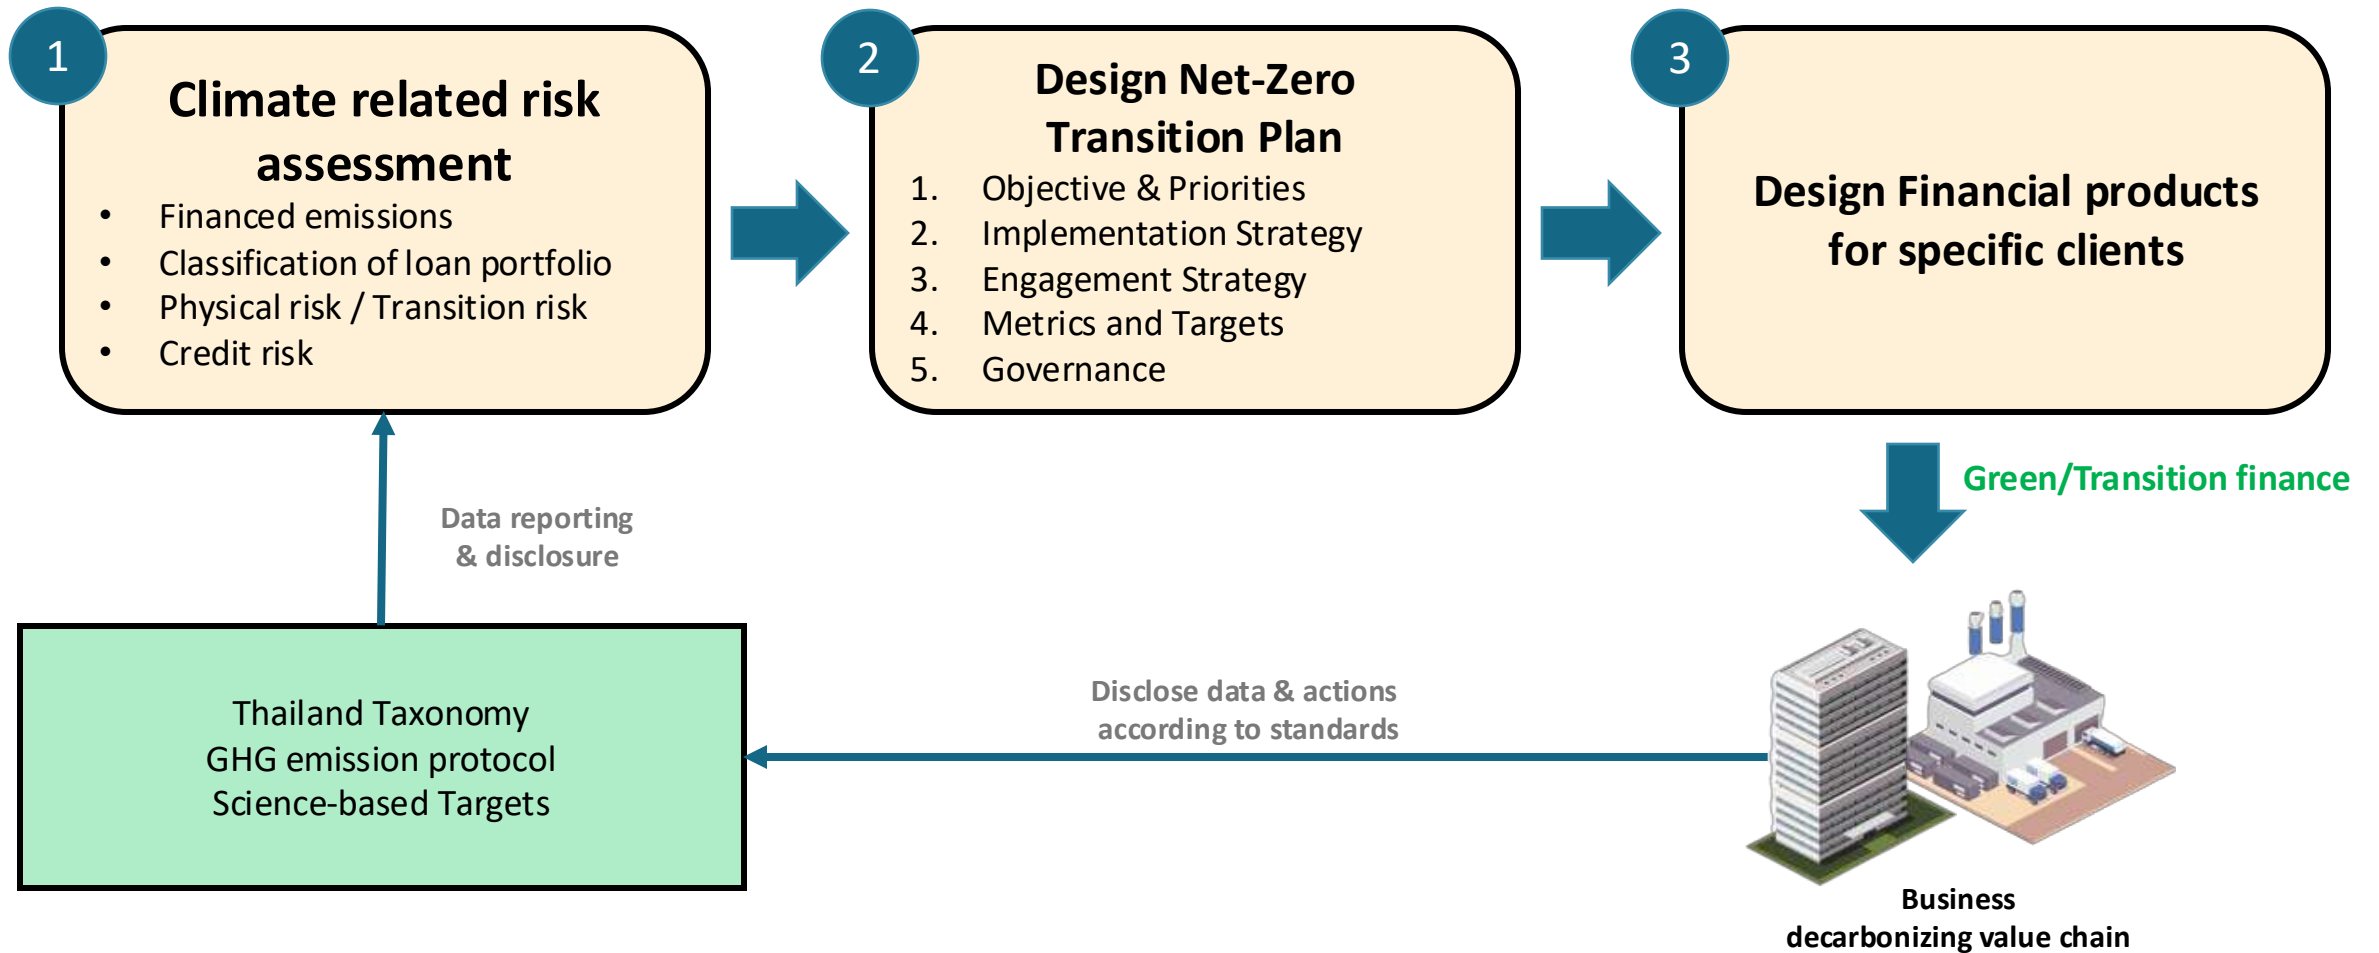 1
Climate related risk
assessment
• Financed emissions
• Classification of loan portfolio
• Physical risk / Transition risk
• Credit risk
2
Design Net-Zero
Transition Plan
1. Objective & Priorities
2. Implementation Strategy
3. Engagement Strategy
4. Metrics and Targets
5. Governance
3
Design Financial products
for specific clients
Green/Transition finance
Data reporting
& disclosure
Thailand Taxonomy
GHG emission protocol
Science-based Targets
Disclose data & actions
according to standards
Business
decarbonizing value chain